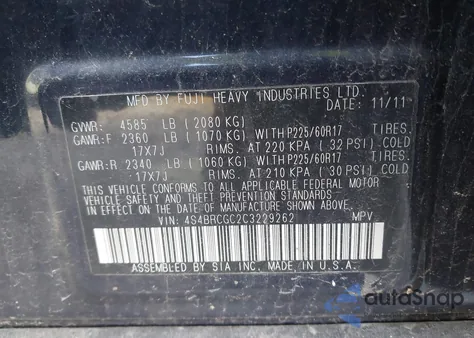 MFD. BY FUJI HEAVY INDUSTRIES LTD.
DATE: 11/11
GVWR: 4585 LB (2080 KG)
GAWR:F 2360 LB (1070 KG) WITH P225/60R17 TIRES.
17X7J RIMS. AT 220 KPA (32 PSI) COLD
GAWR:R 2340 LB (1060 KG) WITH P225/60R17 TIRES.
17X7J RIMS. AT 210 KPA (30 PSI) COLD
THIS VEHICLE CONFORMS TO ALL APPLICABLE FEDERAL MOTOR
VEHICLE SAFETY AND BUMPER STANDARDS IN EFFECT ON
THE DATE OF MANUFACTURE SHOWN ABOVE.
VIN: 4S4BRCGC2C3229262 MPV
ASSEMBLED BY SIA INC. MADE IN U.S.A.
autoSnap